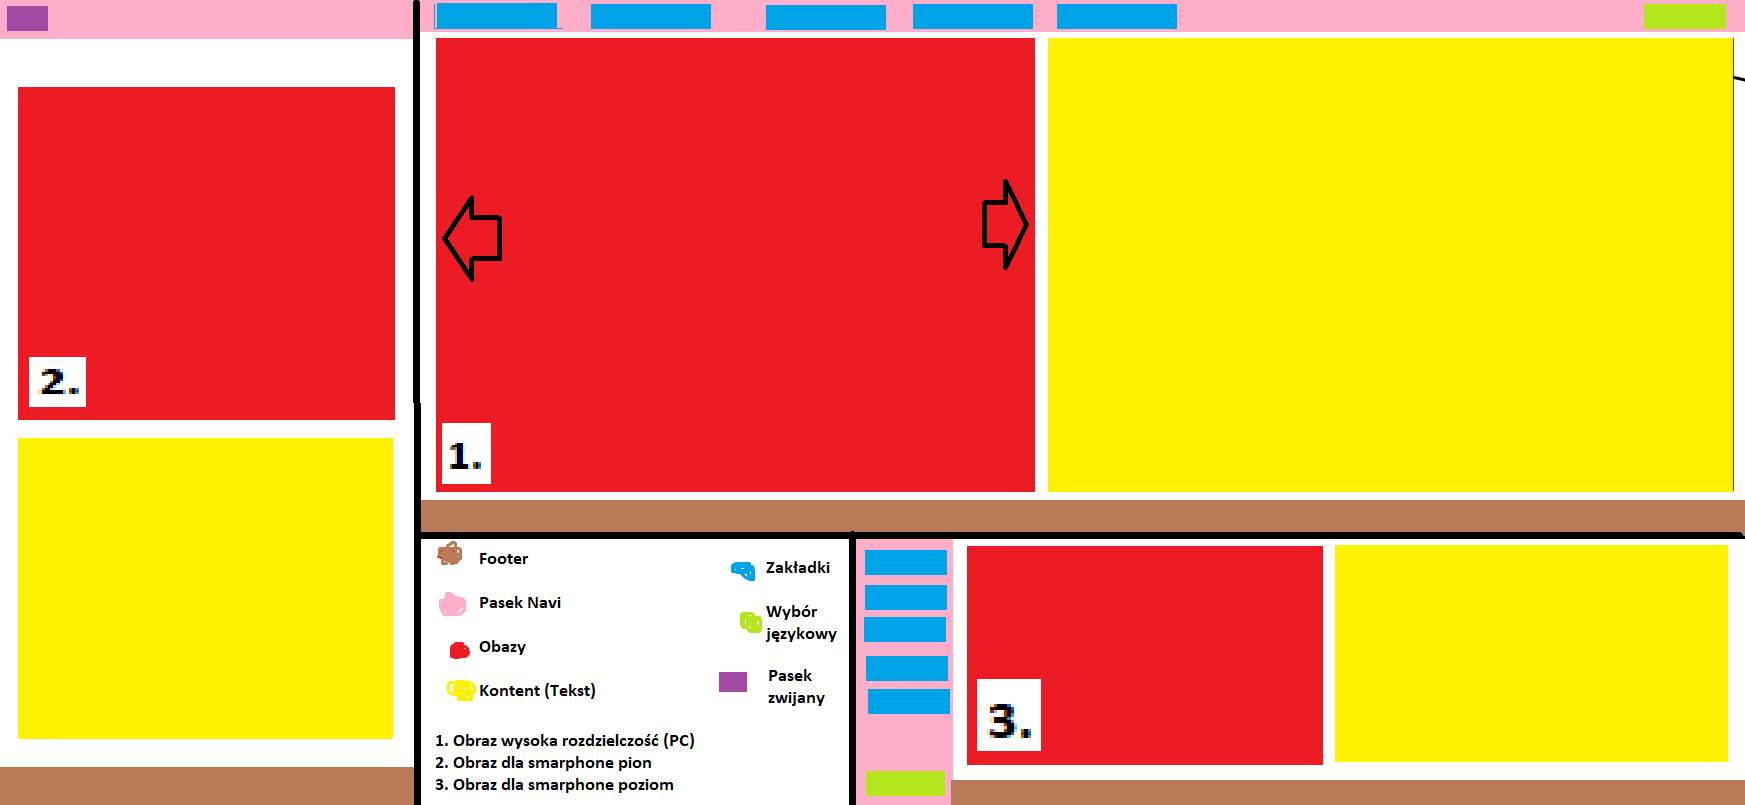 2.
1.
Footer
Pasek Navi
Obazy
Kontent (Tekst)
Zakładki
Wybór
językowy
Pasek
zwijany
1. Obraz wysoka rozdzielczość (PC)
2. Obraz dla smarphone pion
3. Obraz dla smarphone poziom
3.